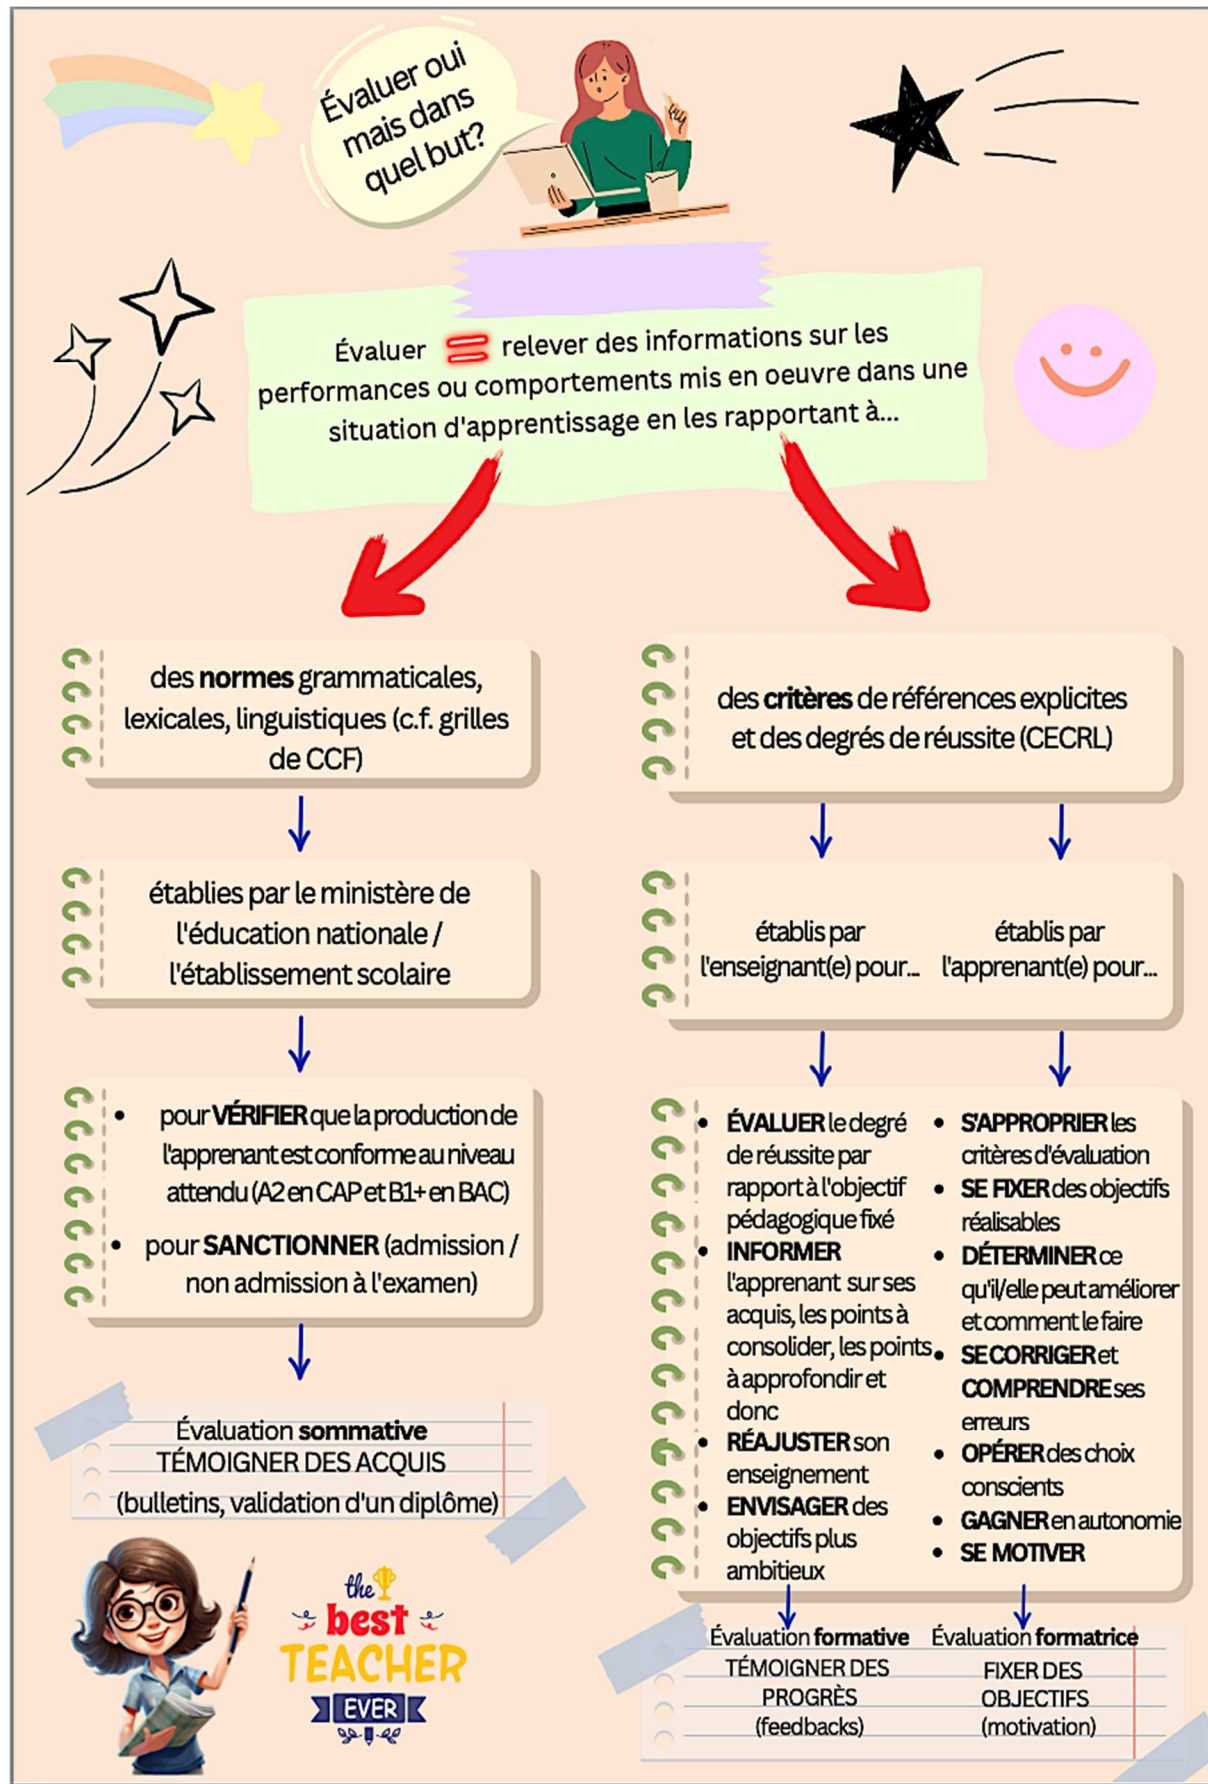 Évaluer oui
mais dans
quel but?
Évaluer = relever des informations sur les
performances ou comportements mis en oeuvre dans une
situation d'apprentissage en les rapportant à...
des normes grammaticales,
lexicales, linguistiques (c.f. grilles
de CCF)
établies par le ministère de
l'éducation nationale /
l'établissement scolaire
• pour VÉRIFIER que la production de
l'apprenant est conforme au niveau
attendu (A2 en CAP et B1+ en BAC)
• pour SANCTIONNER (admission /
non admission à l'examen)
Évaluation sommative
TÉMOIGNER DES ACQUIS
(bulletins, validation d'un diplôme)
the
best
TEACHER
EVER
des critères de références explicites
et des degrés de réussite (CECRL)
établis par
l'enseignant(e) pour...
• ÉVALUER le degré
de réussite par
rapport à l'objectif
pédagogique fixé
• INFORMER
l'apprenant sur ses
acquis, les points à
consolider, les points
à approfondir et
donc
• RÉAJUSTER son
enseignement
• ENVISAGER des
objectifs plus
ambitieux
Évaluation formative
TÉMOIGNER DES
PROGRÈS
(feedbacks)
établis par
l'apprenant(e) pour...
• S'APPROPRIER les
critères d'évaluation
• SE FIXER des objectifs
réalisables
• DÉTERMINER ce
qu'il/elle peut améliorer
et comment le faire
• SE CORRIGER et
COMPRENDRE ses
erreurs
• OPÉRER des choix
conscients
• GAGNER en autonomie
• SE MOTIVER
Évaluation formatrice
FIXER DES
OBJECTIFS
(motivation)